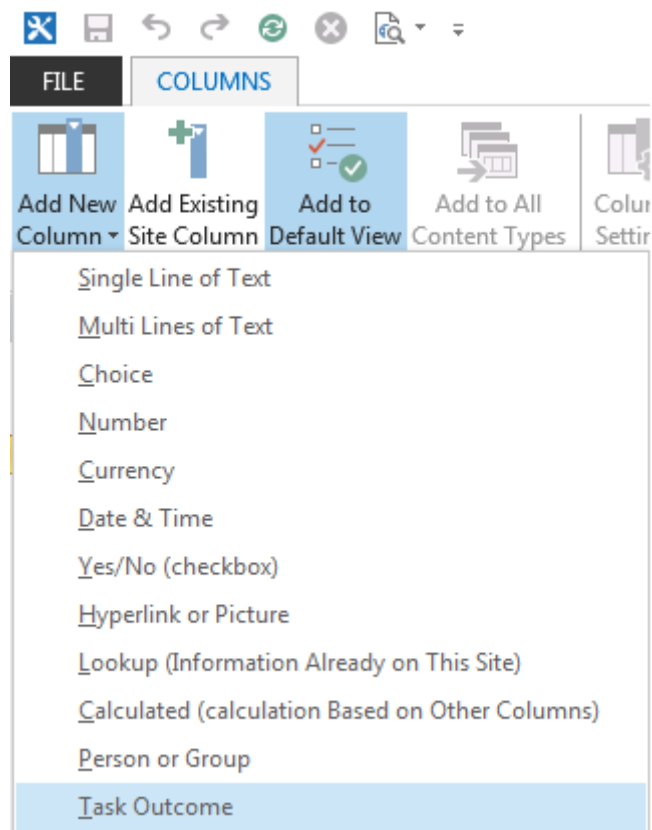 FILE COLUMNS
Add New Add Existing Add to Add to All
Column Site Column Default View Content Types
Single Line of Text
Multi Lines of Text
Choice
Number
Currency
Date & Time
Yes/No (checkbox)
Hyperlink or Picture
Lookup (Information Already on This Site)
Calculated (calculation Based on Other Columns)
Person or Group
Task Outcome